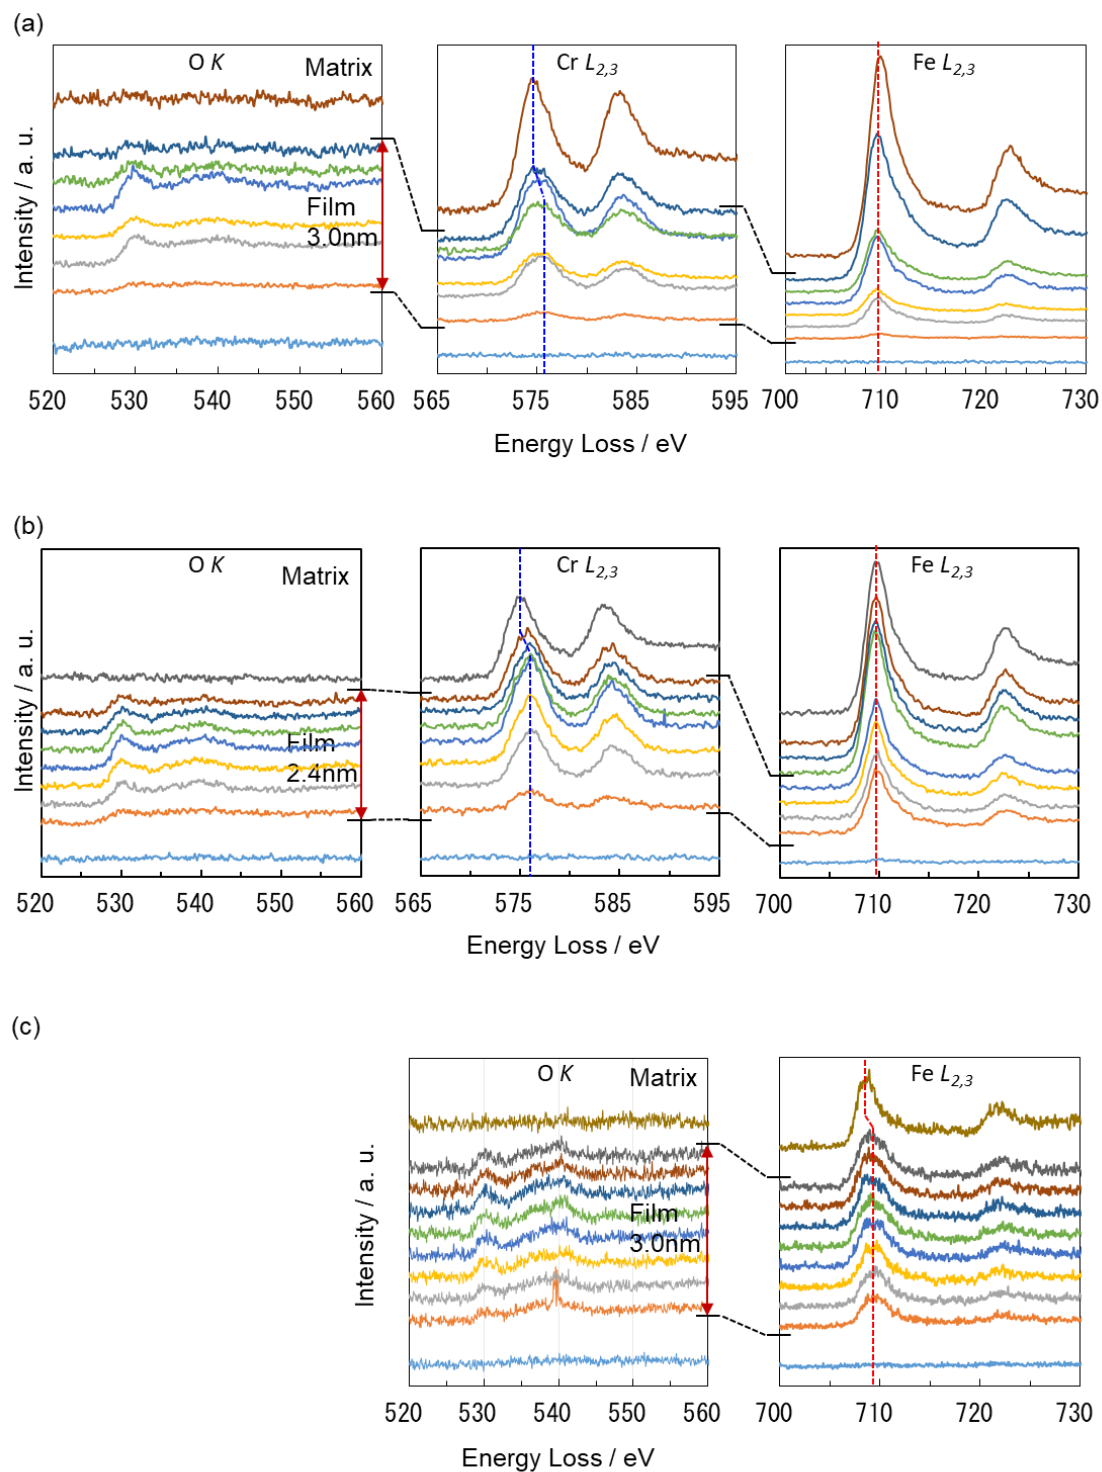 (a)
O K
Matrix
Film
3.0nm
Cr L2,3
Fe L2,3
Intensity / a. u.
520 530 540 550 560
565 575 585 595
700 710 720 730
Energy Loss / eV
(b)
O K
Matrix
Film
2.4nm
Cr L2,3
Fe L2,3
Intensity / a. u.
520 530 540 550 560
565 575 585 595
700 710 720 730
Energy Loss / eV
(c)
O K
Matrix
Film
3.0nm
Fe L2,3
Intensity / a. u.
520 530 540 550 560
700 710 720 730
Energy Loss / eV